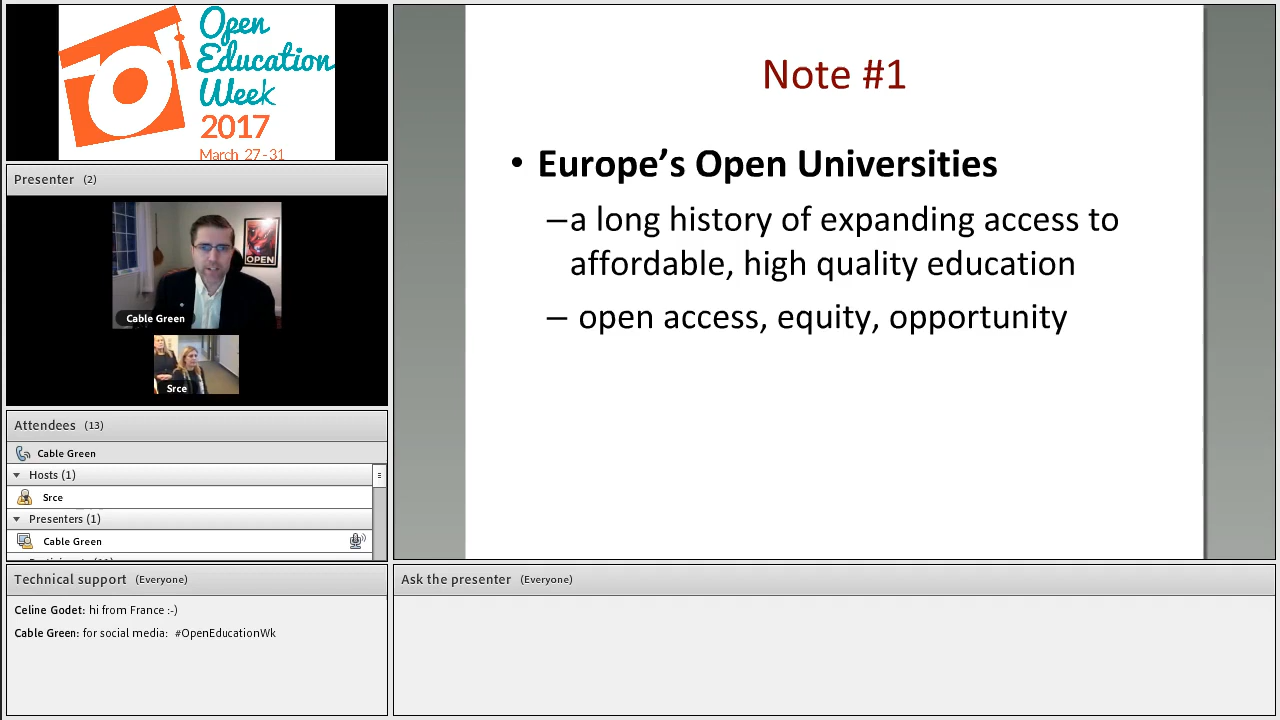 Open
Education
Week
2017
March 27-31
Presenter (2)
OPEN
Cable Green
Srce
Attendees (13)
Cable Green
Hosts (1)
Srce
Presenters (1)
Cable Green
Technical support (Everyone)
Celine Godet: hi from France :-)
Cable Green: for social media: #OpenEducationWk
Note #1
• Europe’s Open Universities
–a long history of expanding access to
affordable, high quality education
– open access, equity, opportunity
Ask the presenter (Everyone)